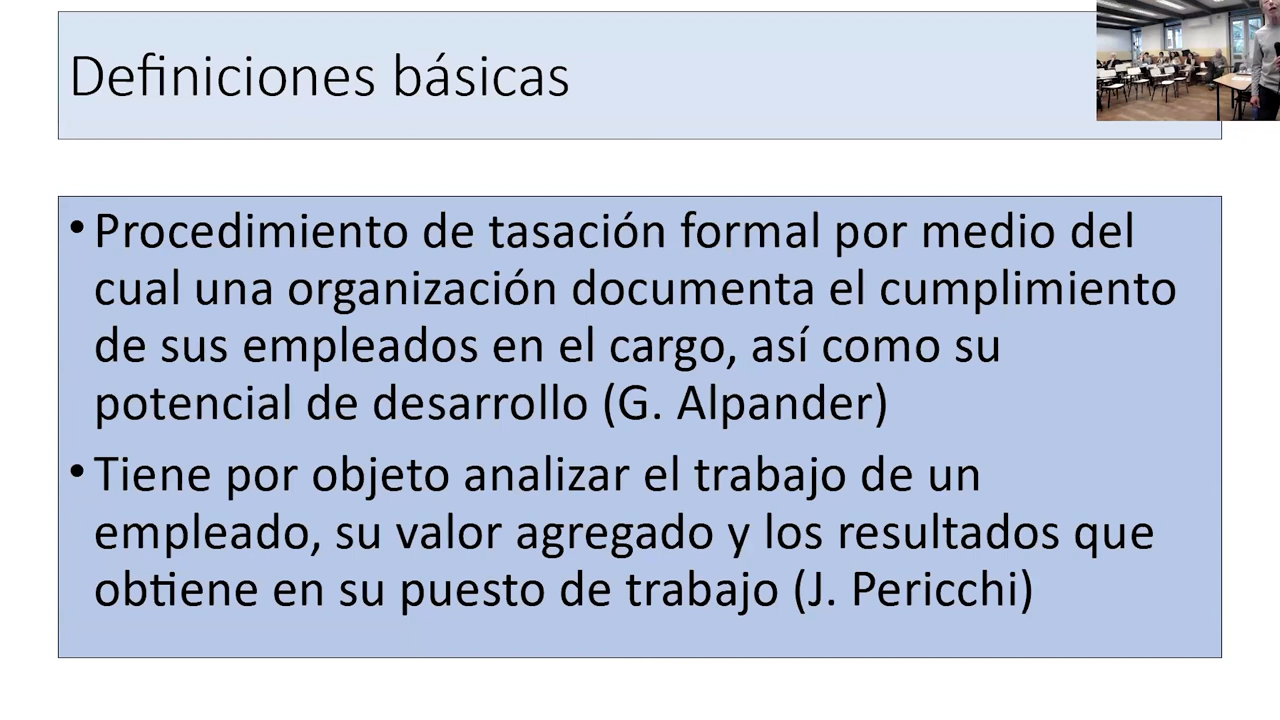 Definiciones básicas
• Procedimiento de tasación formal por medio del
cual una organización documenta el cumplimiento
de sus empleados en el cargo, así como su
potencial de desarrollo (G. Alpander)
• Tiene por objeto analizar el trabajo de un
empleado, su valor agregado y los resultados que
obtiene en su puesto de trabajo (J. Pericchi)